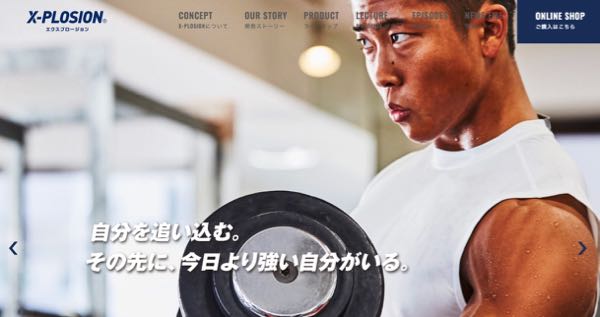 X-PLOSION®
エクスプロージョン
CONCEPT
X-PLOSIONについて
OUR STORY
開発ストーリー
PRODUCT
LECTURE
EPISODES
ONLINE SHOP
ご購入はこちら
自分を追い込む。
その先に、今日より強い自分がいる。